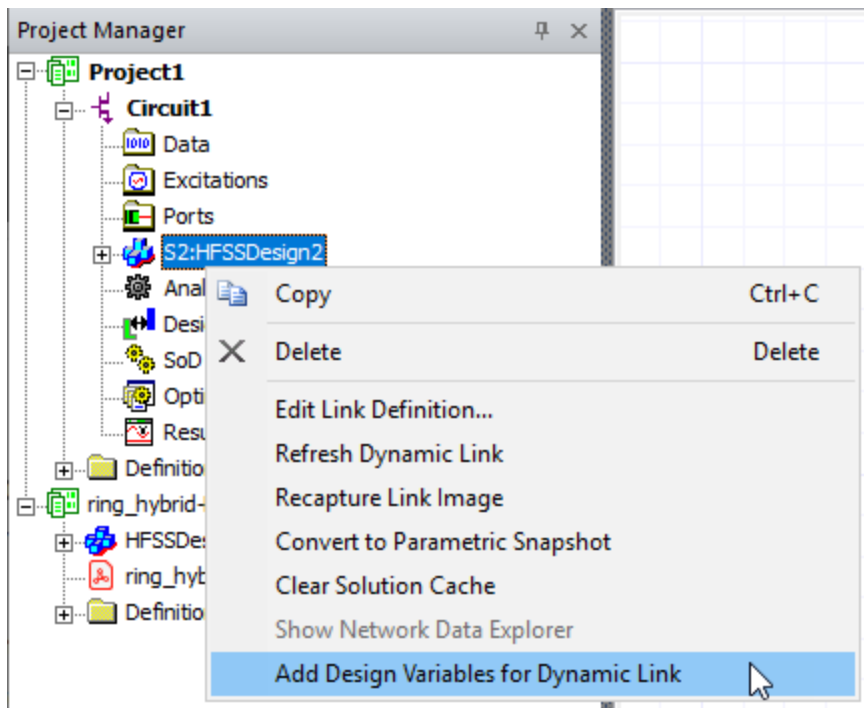 Project Manager
Project1
Circuit1
Data
Excitations
Ports
S2:HFSSDesign2
Anal
Desi
SoD
Opti
Resu
Definitio
ring_hybrid-
HFSSDes
ring_hyb
Definitio
Copy Ctrl+C
Delete Delete
Edit Link Definition...
Refresh Dynamic Link
Recapture Link Image
Convert to Parametric Snapshot
Clear Solution Cache
Show Network Data Explorer
Add Design Variables for Dynamic Link